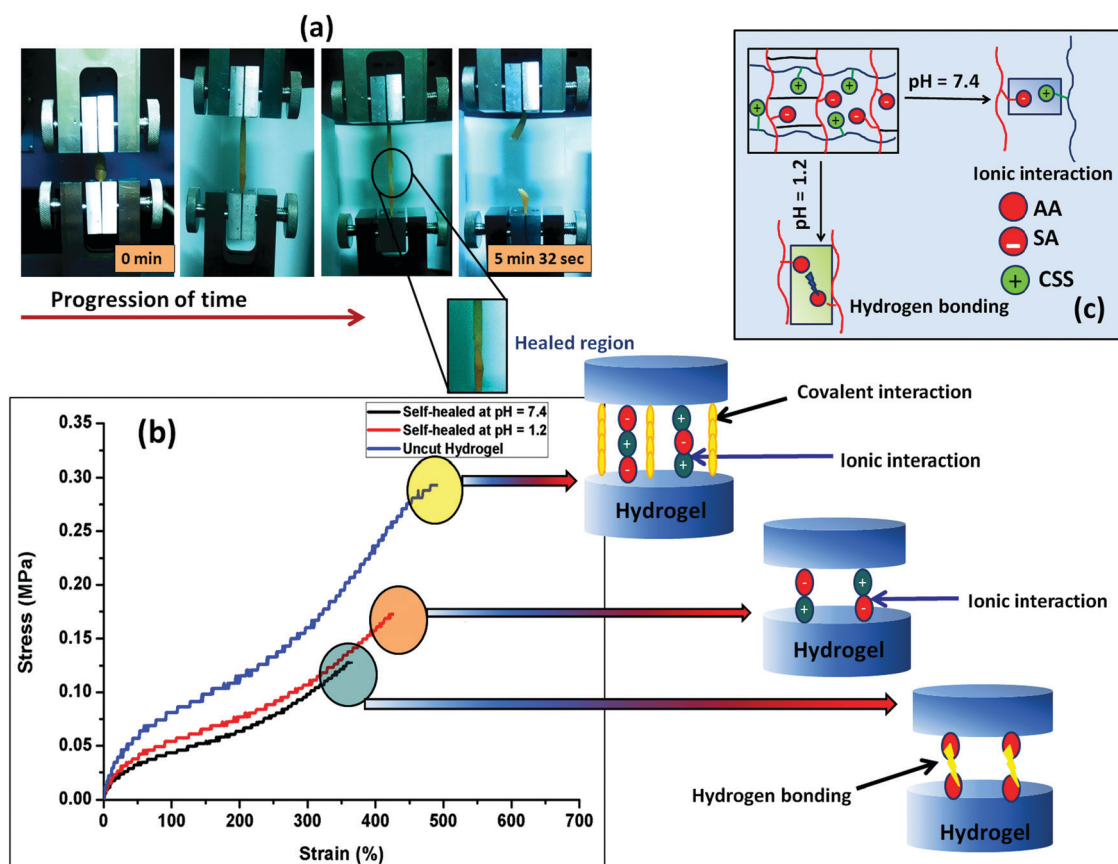 (a)
0 min
5 min 32 sec
Progression of time
Healed region
(c)
pH = 7.4
pH = 1.2
Ionic interaction
AA
SA
CSS
Hydrogen bonding
+
+
+
+
-
-
-
-
-
+
-
+
(b)
Self-healed at pH = 7.4
Self-healed at pH = 1.2
Uncut Hydrogel
Stress (MPa)
0.35
0.30
0.25
0.20
0.15
0.10
0.05
0.00
0 100 200 300 400 500 600 700
Strain (%)
Covalent interaction
Ionic interaction
- +
+ -
- +
Hydrogel
Ionic interaction
- +
+ -
Hydrogel
Hydrogen bonding
Hydrogel